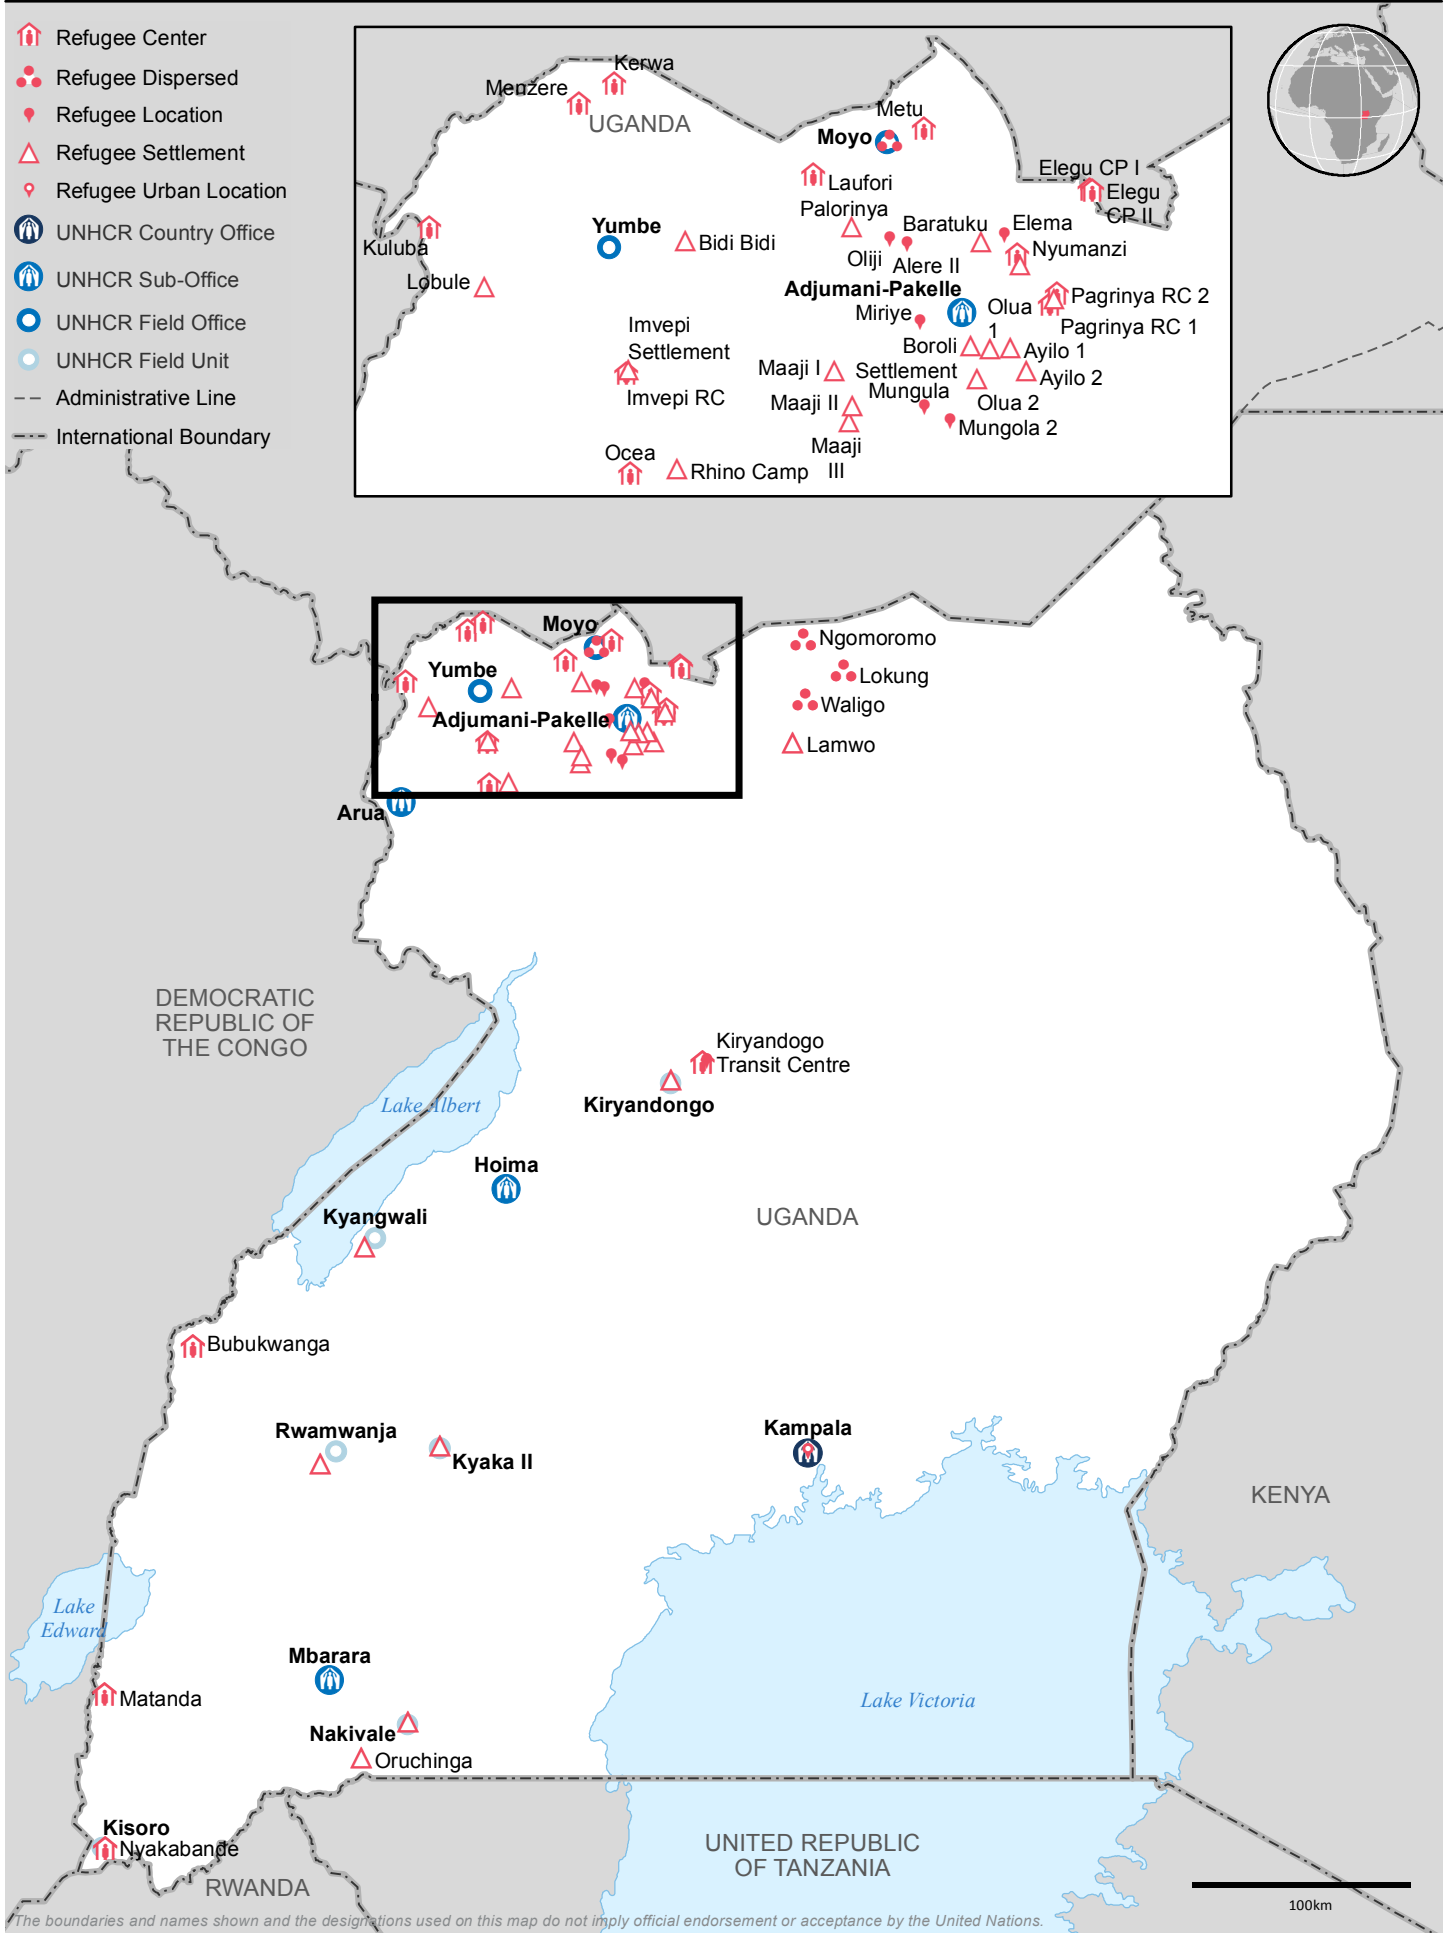 Refugee Center
Refugee Dispersed
Refugee Location
Refugee Settlement
Refugee Urban Location
UNHCR Country Office
UNHCR Sub-Office
UNHCR Field Office
UNHCR Field Unit
Administrative Line
International Boundary
Kerwa
Menzere
UGANDA
Metu
Moyo
Elegu CP I
Elegu
CP II
Laufori
Palorinya
Kuluba
Yumbe
Bidi Bidi
Baratuku
Elema
Oliji
Alere II
Nyumanzi
Lobule
Adjumani-Pakelle
Olua
1
Pagrinya RC 2
Pagrinya RC 1
Miriye
Imvepi
Settlement
Boroli
Ayilo 1
Maaji I
Settlement
Mungula
Ayilo 2
Imvepi RC
Maaji II
Olua 2
Mungola 2
Maaji
III
Ocea
Rhino Camp
Moyo
Yumbe
Adjumani-Pakelle
Ngomoromo
Lokung
Waligo
Lamwo
Arua
DEMOCRATIC
REPUBLIC OF
THE CONGO
Kiryandogo
Transit Centre
Lake Albert
Kiryandongo
Hoima
Kyangwali
UGANDA
Bubukwanga
Rwamwanja
Kyaka II
Kampala
KENYA
Lake
Edward
Mbarara
Matanda
Lake Victoria
Nakivale
Oruchinga
Kisoro
Nyakabande
RWANDA
UNITED REPUBLIC
OF TANZANIA
100km
The boundaries and names shown and the designations used on this map do not imply official endorsement or acceptance by the United Nations.